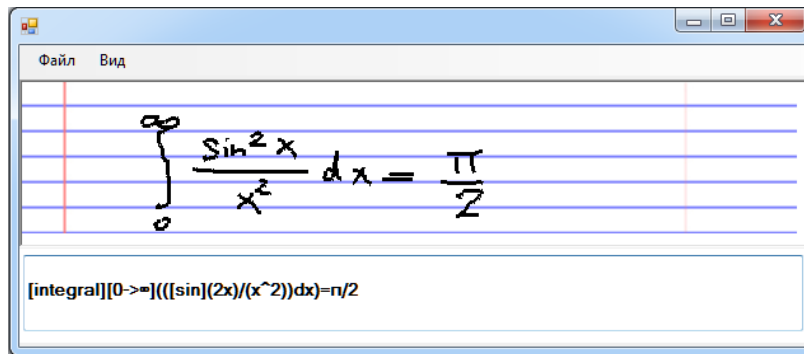 Файл Вид
∫₀^∞ sin² x / x² dx = π / 2
[integral][0->∞](([sin](2x)/(x^2))dx)=π/2